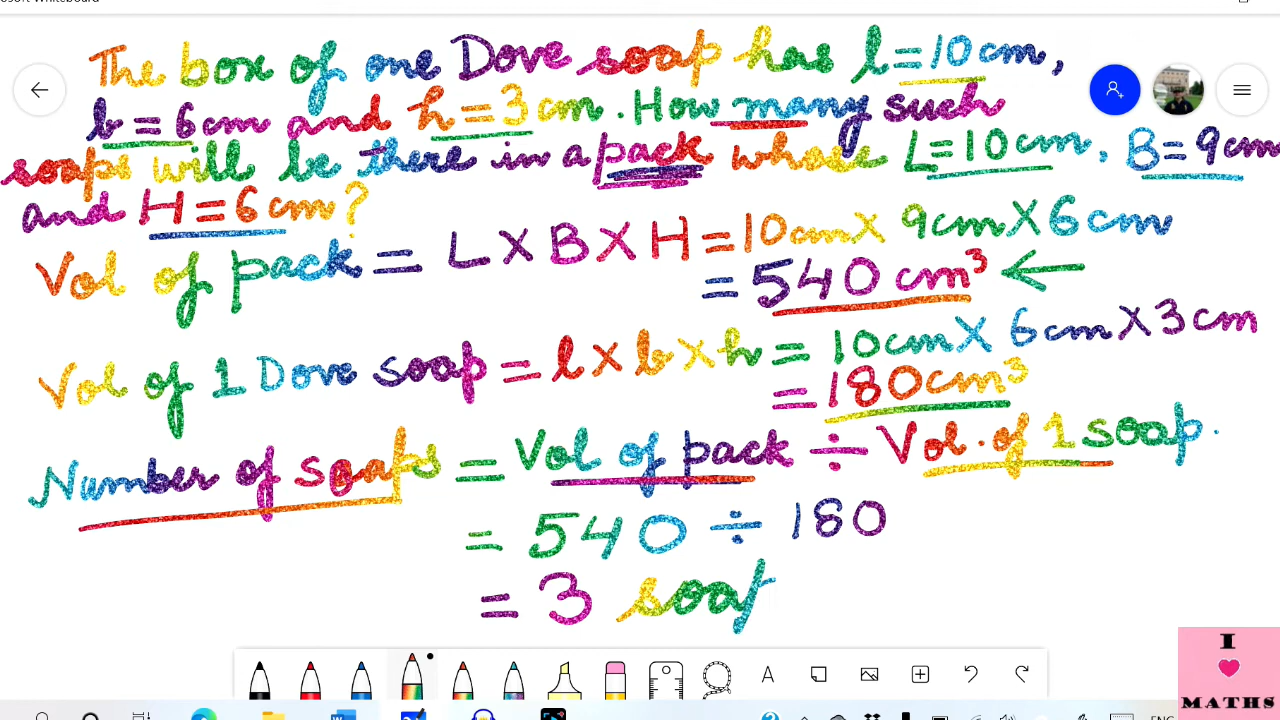 The box of one Dove soap has l=10cm,
b=6cm and h=3cm. How many such
soaps will be there in a pack whose L=10cm, B=9cm
and H=6cm?
Vol of pack = L×B×H=10cm× 9cm×6cm
= 540 cm³ ←
Vol of 1 Dove soap = l×b×h = 10cm× 6cm×3cm
= 180cm³
Number of soaps = Vol of pack ÷ Vol. of 1 soap.
= 540 ÷ 180
= 3 soap
I
MATHS
ENG